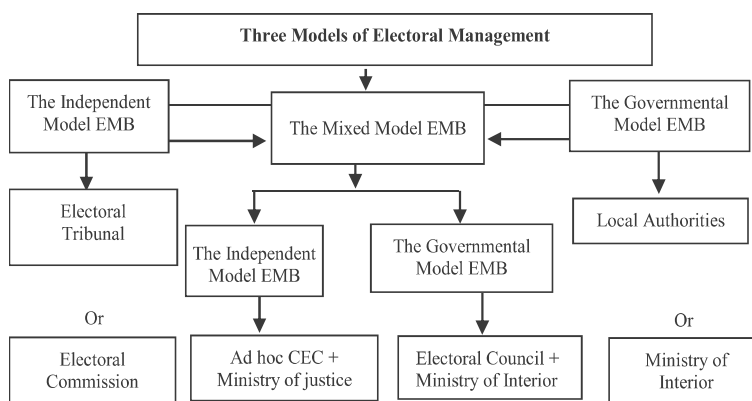 Three Models of Electoral Management
The Independent
Model EMB
The Mixed Model EMB
The Governmental
Model EMB
Electoral
Tribunal
The Independent
Model EMB
The Governmental
Model EMB
Local Authorities
Or
Or
Electoral
Commission
Ad hoc CEC +
Ministry of justice
Electoral Council +
Ministry of Interior
Ministry of
Interior